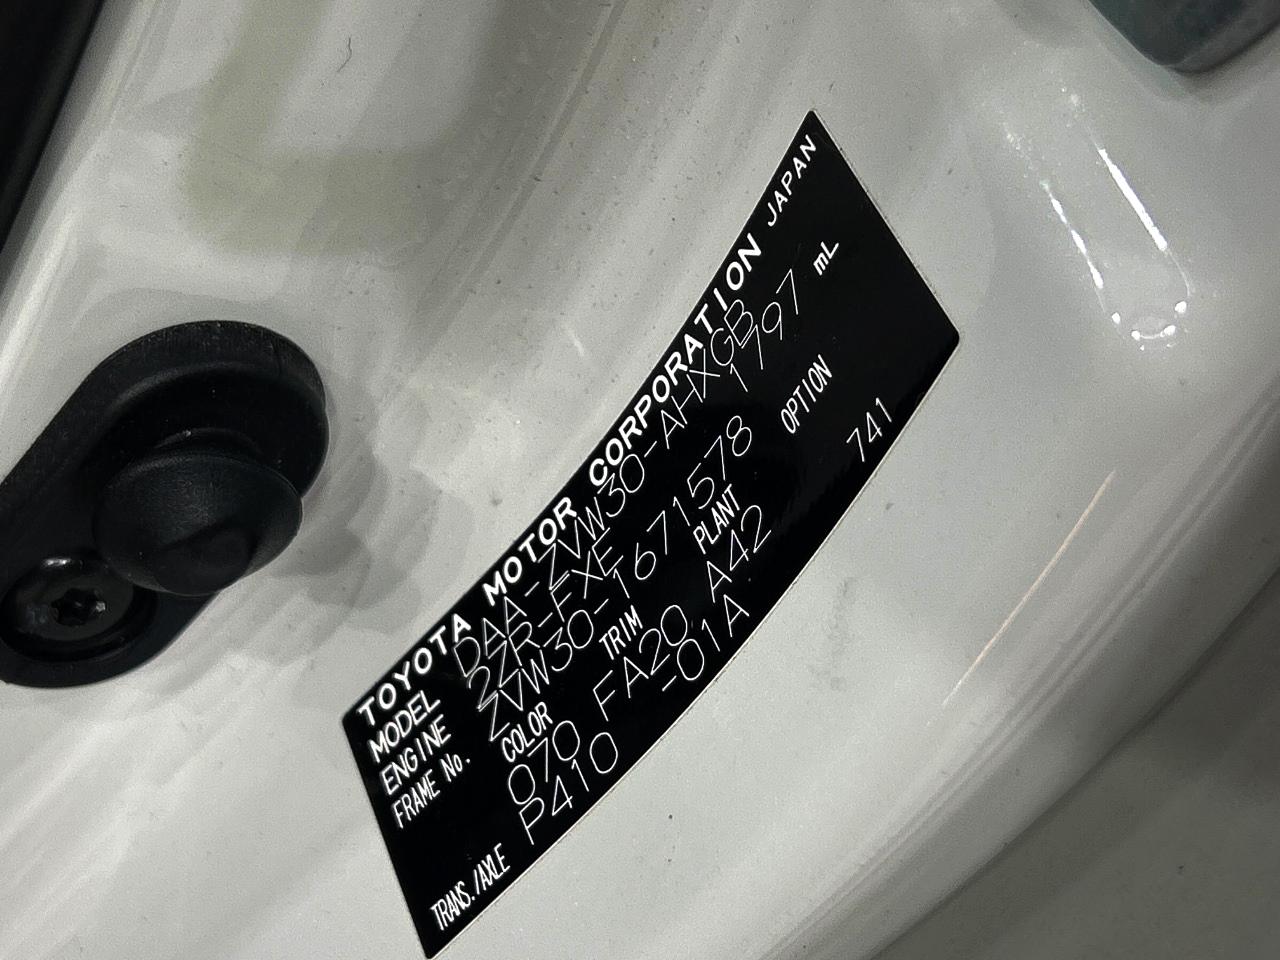 TOYOTA MOTOR CORPORATION JAPAN
MODEL DAA-ZVW30-AHXGB
ENGINE 2ZR-FXE 1797 mL
FRAME No. ZVW30-1671578
COLOR TRIM PLANT OPTION
070 FA20 A42 741
TRANS./AXLE P410 -01A